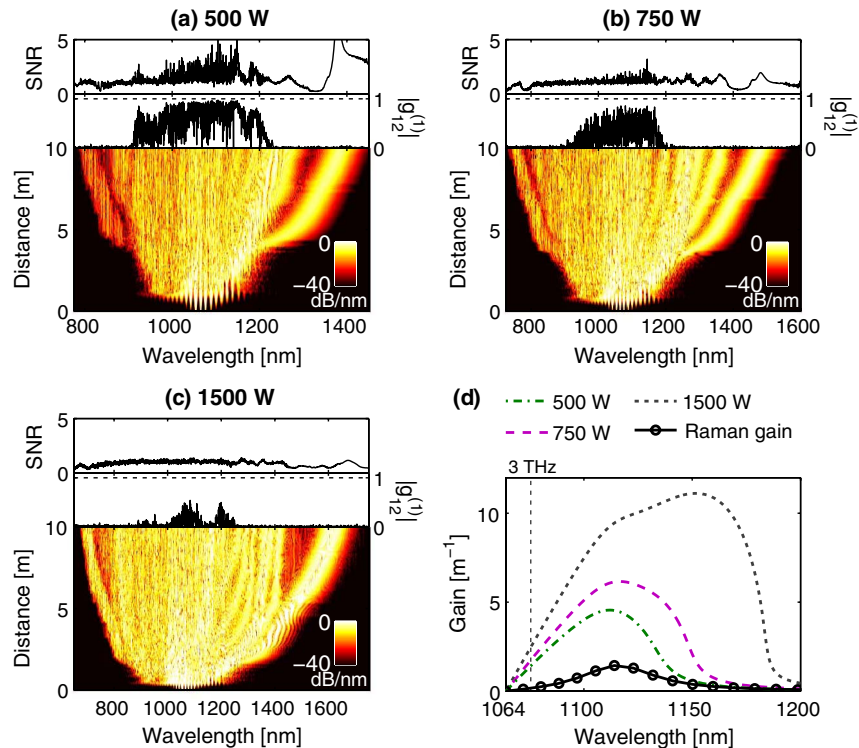 (a) 500 W
(b) 750 W
SNR
5
0
|g₁₂⁽¹⁾|
1
0
Distance [m]
10
5
0
0
−40
dB/nm
800 1000 1200 1400
Wavelength [nm]
SNR
5
0
|g₁₂⁽¹⁾|
1
0
Distance [m]
10
5
0
0
−40
dB/nm
800 1000 1200 1400 1600
Wavelength [nm]
(c) 1500 W
SNR
5
0
|g₁₂⁽¹⁾|
1
0
Distance [m]
10
5
0
0
−40
dB/nm
800 1000 1200 1400 1600
Wavelength [nm]
(d)
500 W
750 W
1500 W
Raman gain
3 THz
Gain [m⁻¹]
10
5
0
1064 1100 1150 1200
Wavelength [nm]